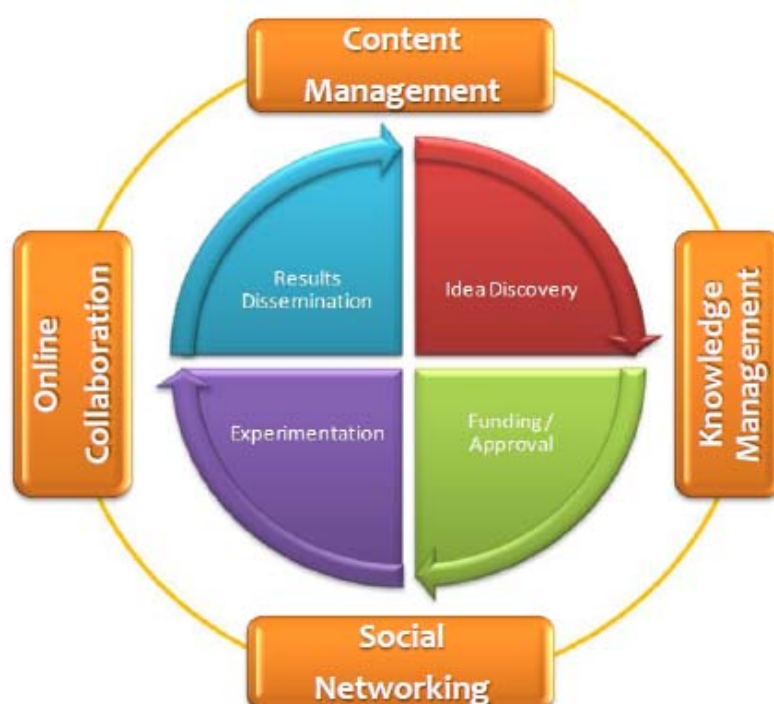 Content
Management
Results
Dissemination
Idea Discovery
Online
Collaboration
Knowledge
Management
Experimentation
Funding/
Approval
Social
Networking